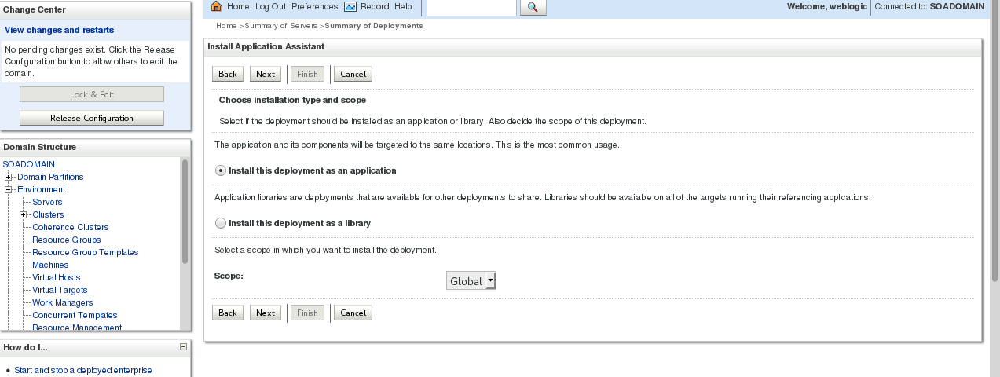 Change Center
View changes and restarts
No pending changes exist. Click the Release
Configuration button to allow others to edit the
domain.
Lock & Edit
Release Configuration
Domain Structure
SOADOMAIN
Domain Partitions
Environment
Servers
Clusters
Coherence Clusters
Resource Groups
Resource Group Templates
Machines
Virtual Hosts
Virtual Targets
Work Managers
Concurrent Templates
Resource Management
How do I...
Start and stop a deployed enterprise
Home Log Out Preferences Record Help
Welcome, weblogic Connected to: SOADOMAIN
Home >Summary of Servers >Summary of Deployments
Install Application Assistant
Back Next Finish Cancel
Choose installation type and scope
Select if the deployment should be installed as an application or library. Also decide the scope of this deployment.
The application and its components will be targeted to the same locations. This is the most common usage.
Install this deployment as an application
Application libraries are deployments that are available for other deployments to share. Libraries should be available on all of the targets running their referencing applications.
Install this deployment as a library
Select a scope in which you want to install the deployment.
Scope: Global
Back Next Finish Cancel